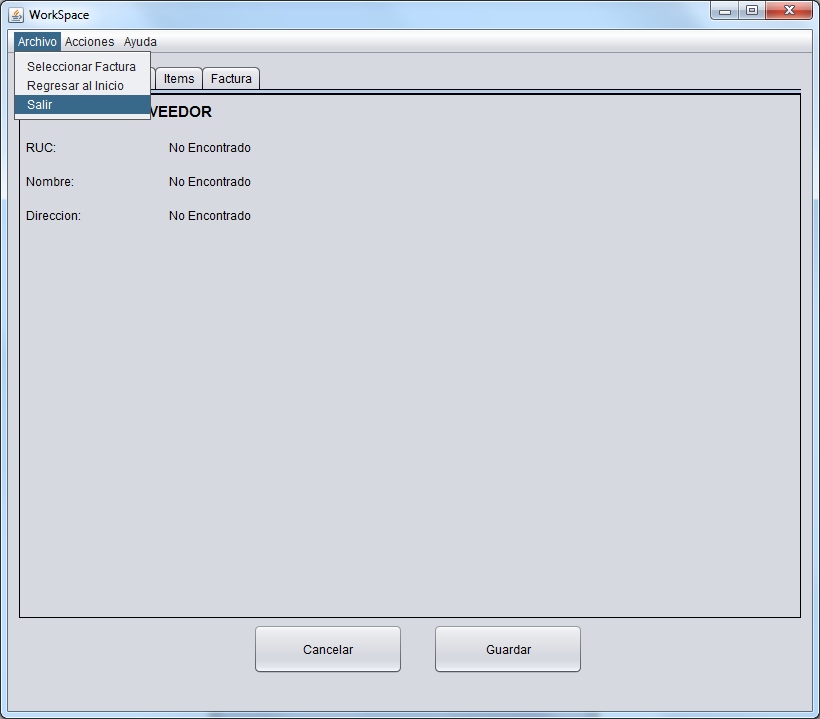 WorkSpace
Archivo Acciones Ayuda
Seleccionar Factura
Regresar al Inicio
Salir
Items Factura
VEEDOR
RUC: No Encontrado
Nombre: No Encontrado
Direccion: No Encontrado
Cancelar Guardar